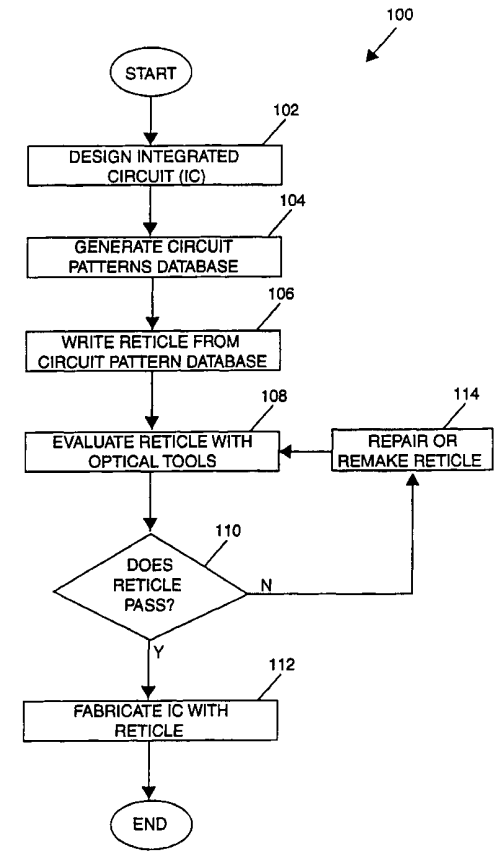 100
START
102
DESIGN INTEGRATED
CIRCUIT (IC)
104
GENERATE CIRCUIT
PATTERNS DATABASE
106
WRITE RETICLE FROM
CIRCUIT PATTERN DATABASE
108
EVALUATE RETICLE WITH
OPTICAL TOOLS
114
REPAIR OR
REMAKE RETICLE
110
DOES
RETICLE
PASS?
N
Y
112
FABRICATE IC WITH
RETICLE
END